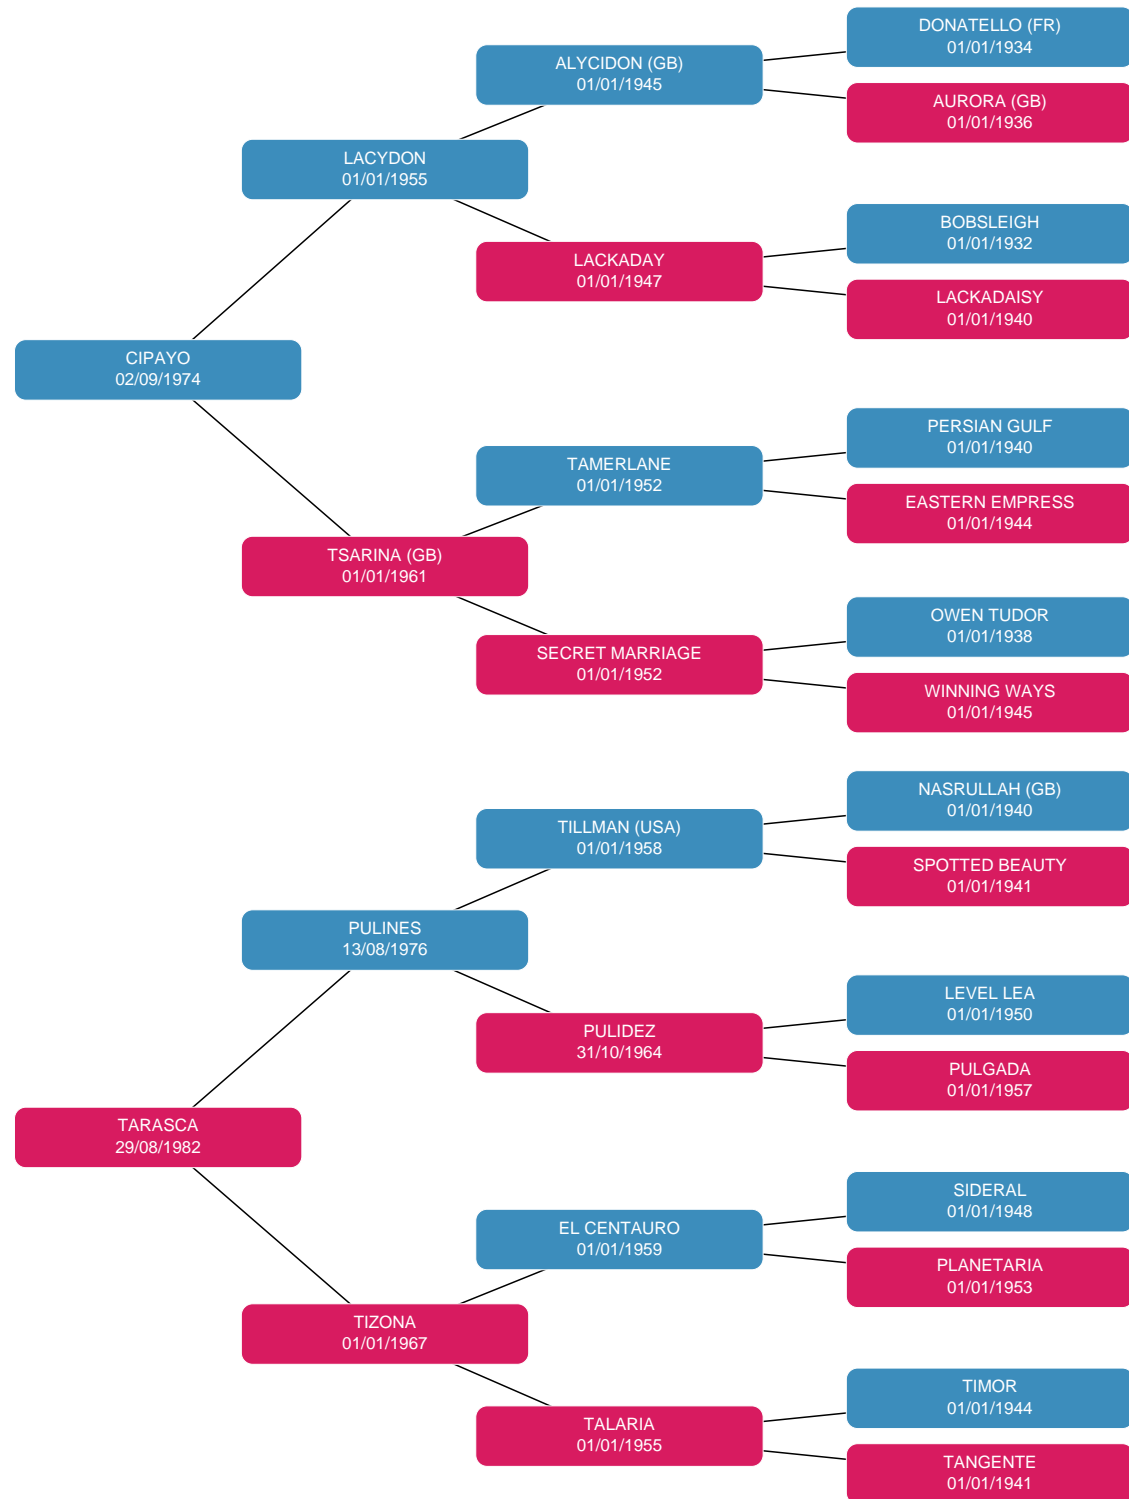 DONATELLO (FR)
01/01/1934
ALYCIDON (GB)
01/01/1945
AURORA (GB)
01/01/1936
LACYDON
01/01/1955
BOBSLEIGH
01/01/1932
LACKADAY
01/01/1947
LACKADAISY
01/01/1940
CIPAYO
02/09/1974
PERSIAN GULF
01/01/1940
TAMERLANE
01/01/1952
EASTERN EMPRESS
01/01/1944
TSARINA (GB)
01/01/1961
OWEN TUDOR
01/01/1938
SECRET MARRIAGE
01/01/1952
WINNING WAYS
01/01/1945
NASRULLAH (GB)
01/01/1940
TILLMAN (USA)
01/01/1958
SPOTTED BEAUTY
01/01/1941
PULINES
13/08/1976
LEVEL LEA
01/01/1950
PULIDEZ
31/10/1964
PULGADA
01/01/1957
TARASCA
29/08/1982
SIDERAL
01/01/1948
EL CENTAURO
01/01/1959
PLANETARIA
01/01/1953
TIZONA
01/01/1967
TIMOR
01/01/1944
TALARIA
01/01/1955
TANGENTE
01/01/1941